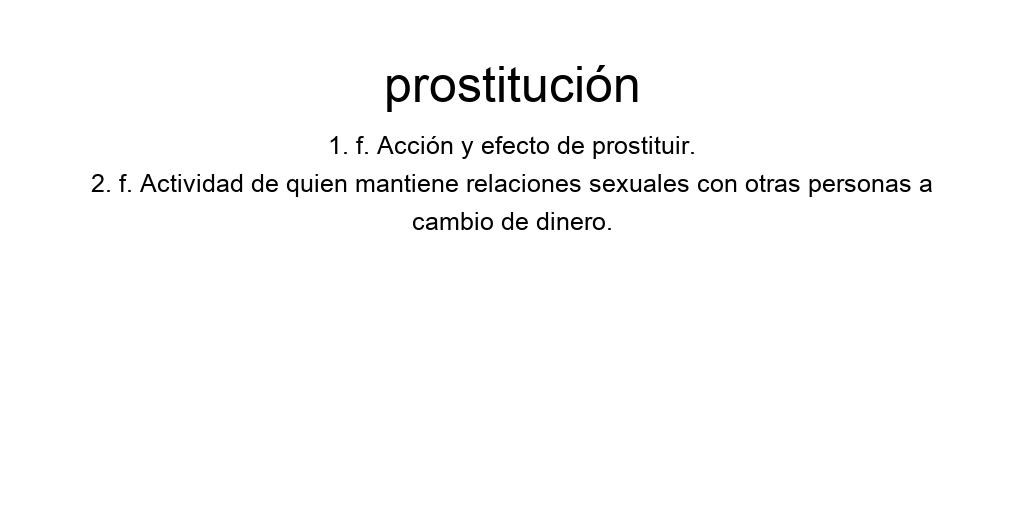 prostitución
1. f. Acción y efecto de prostituir.
2. f. Actividad de quien mantiene relaciones sexuales con otras personas a
cambio de dinero.